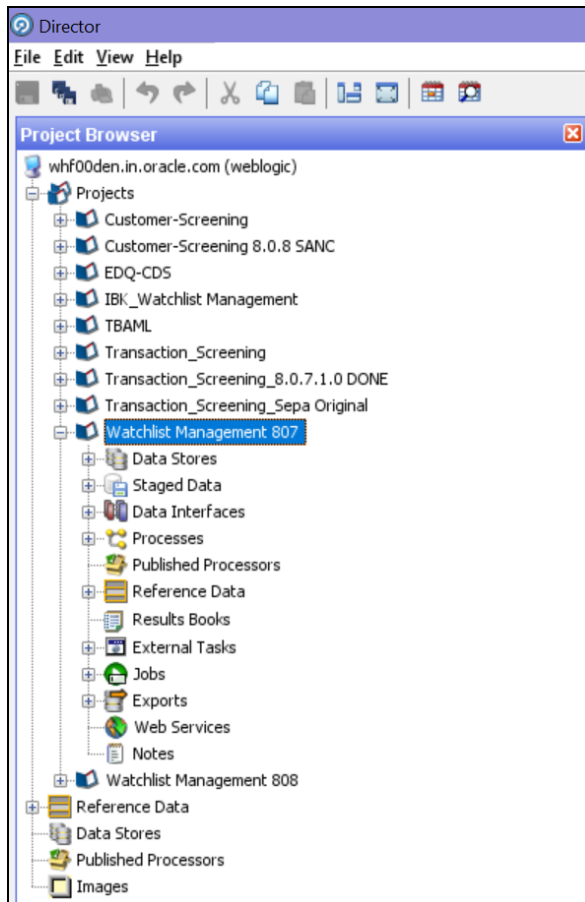 Director
File Edit View Help
Project Browser
whf00den.in.oracle.com (weblogic)
Projects
Customer-Screening
Customer-Screening 8.0.8 SANC
EDQ-CDS
IBK_Watchlist Management
TBAML
Transaction_Screening
Transaction_Screening_8.0.7.1.0 DONE
Transaction_Screening_Sepa Original
Watchlist Management 807
Data Stores
Staged Data
Data Interfaces
Processes
Published Processors
Reference Data
Results Books
External Tasks
Jobs
Exports
Web Services
Notes
Watchlist Management 808
Reference Data
Data Stores
Published Processors
Images